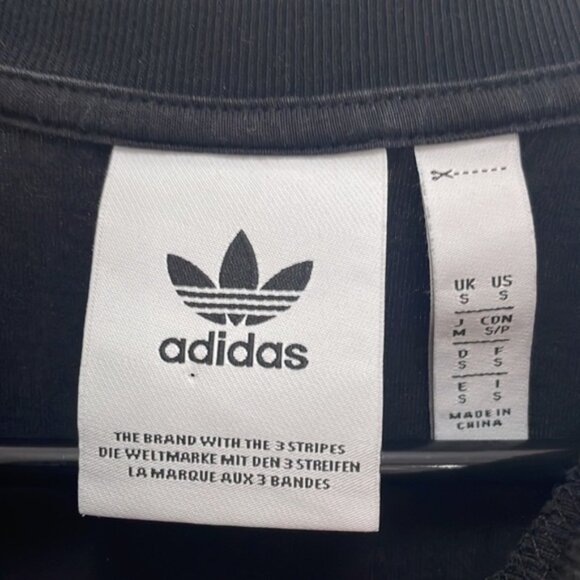 adidas
THE BRAND WITH THE 3 STRIPES
DIE WELTMARKE MIT DEN 3 STREIFEN
LA MARQUE AUX 3 BANDES
UK US
S S
J CDN
M S/P
D F
S S
E I
S S
MADE IN
CHINA